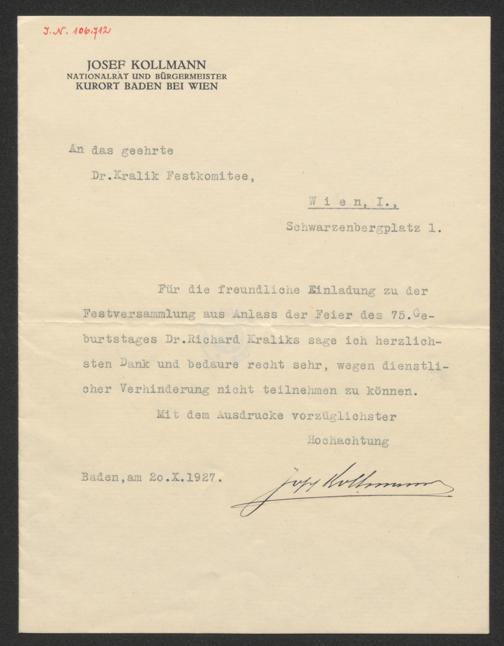 J.N. 106.712
JOSEF KOLLMANN
NATIONALRAT UND BÜRGERMEISTER
KURORT BADEN BEI WIEN
An das geehrte
Dr.Kralik Festkomitee,
W i e n, I.,
Schwarzenbergplatz 1.
Für die freundliche Einladung zu der
Festversammlung aus Anlass der Feier des 75.Ge-
burtstages Dr.Richard Kraliks sage ich herzlich-
sten Dank und bedaure recht sehr, wegen dienstli-
cher Verhinderung nicht teilnehmen zu können.
Mit dem Ausdrucke vorzüglichster
Hochachtung
Baden,am 2o.X.1927.
Josef Kollmann